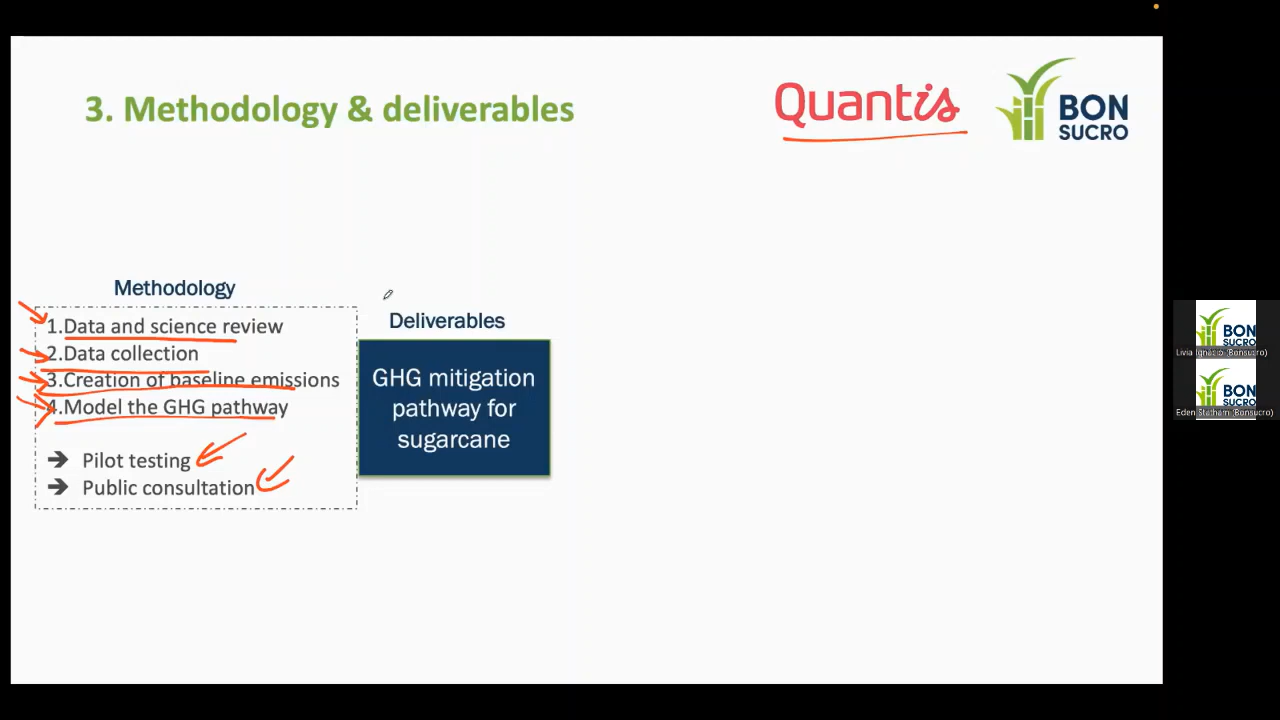 3. Methodology & deliverables
Quantis
BON
SUCRO
Methodology
1.Data and science review
2.Data collection
3.Creation of baseline emissions
4.Model the GHG pathway
➔ Pilot testing
➔ Public consultation
Deliverables
GHG mitigation
pathway for
sugarcane
BON
SUCRO
Livia Ignacio (Bonsucro)
BON
SUCRO
Eden Statham (Bonsucro)